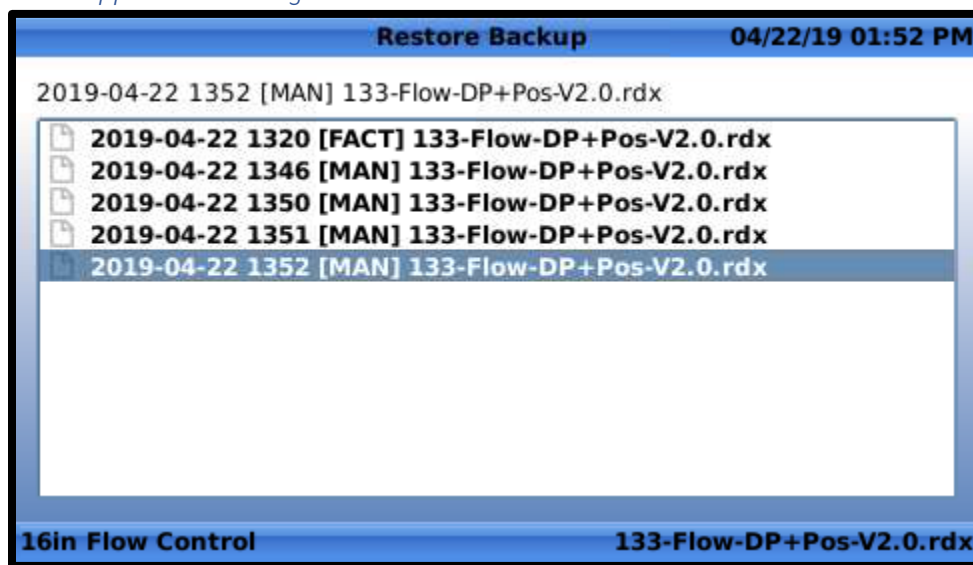 Restore Backup 04/22/19 01:52 PM
2019-04-22 1352 [MAN] 133-Flow-DP+Pos-V2.0.rdx
2019-04-22 1320 [FACT] 133-Flow-DP+Pos-V2.0.rdx
2019-04-22 1346 [MAN] 133-Flow-DP+Pos-V2.0.rdx
2019-04-22 1350 [MAN] 133-Flow-DP+Pos-V2.0.rdx
2019-04-22 1351 [MAN] 133-Flow-DP+Pos-V2.0.rdx
2019-04-22 1352 [MAN] 133-Flow-DP+Pos-V2.0.rdx
16in Flow Control 133-Flow-DP+Pos-V2.0.rdx